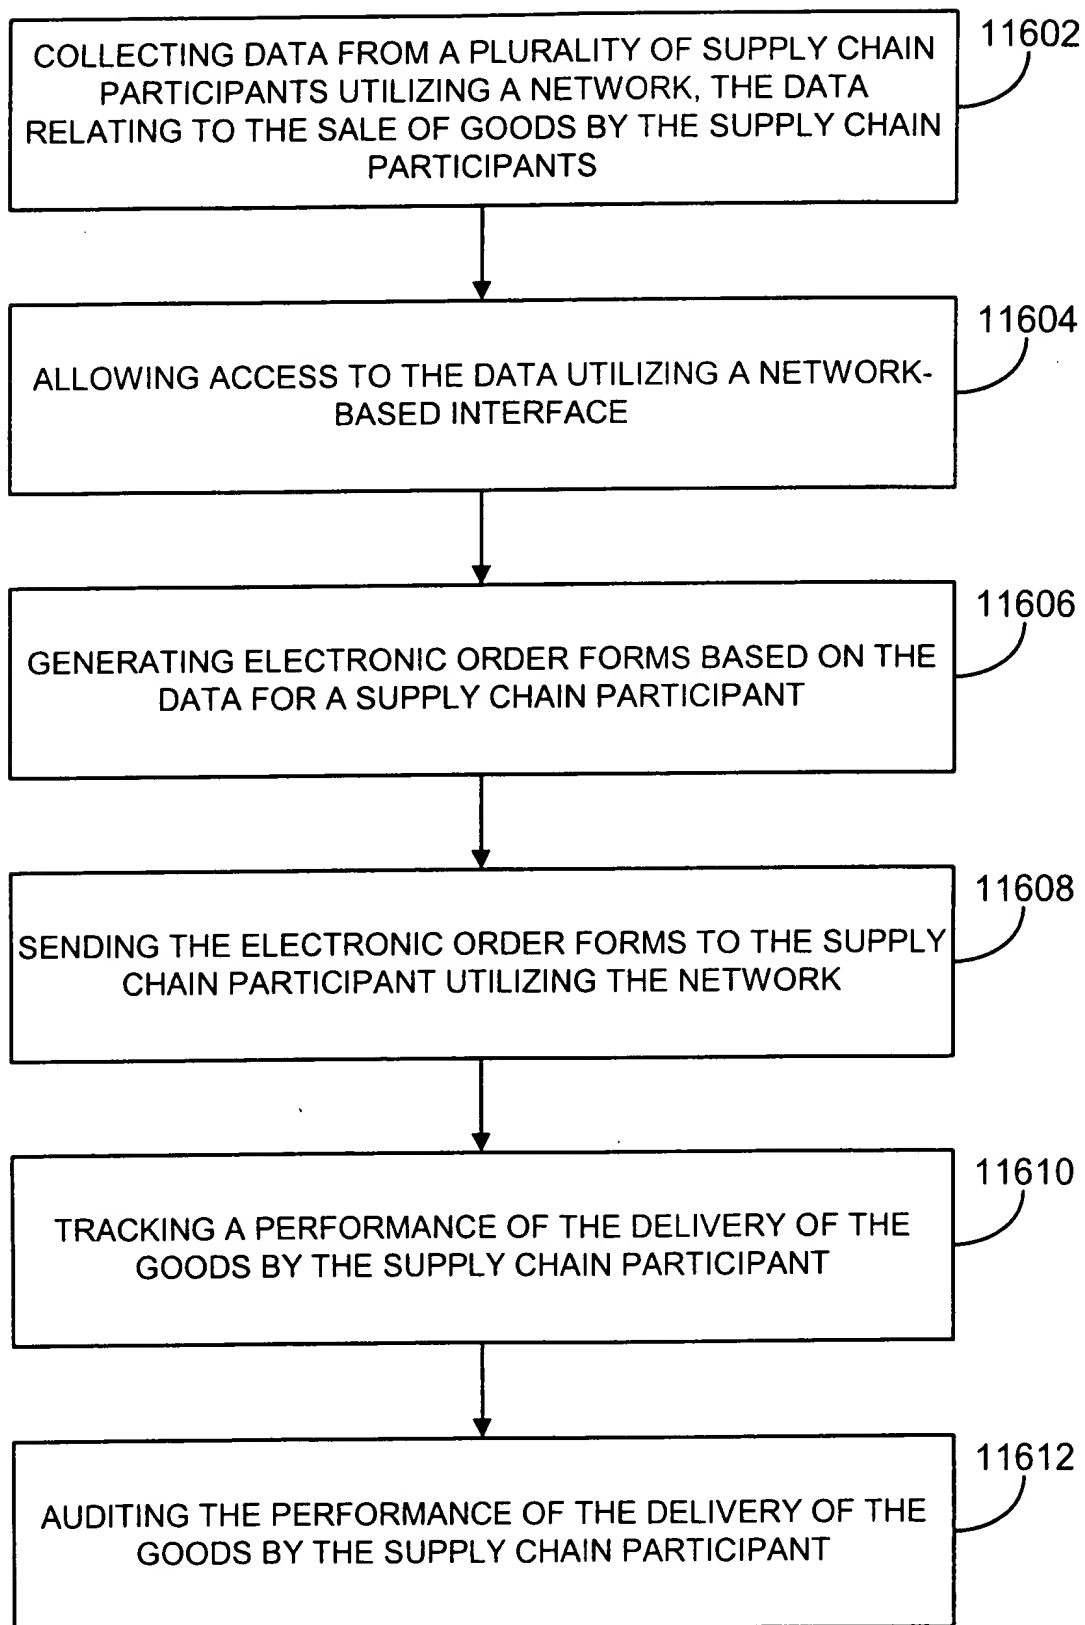 11602
COLLECTING DATA FROM A PLURALITY OF SUPPLY CHAIN
PARTICIPANTS UTILIZING A NETWORK, THE DATA
RELATING TO THE SALE OF GOODS BY THE SUPPLY CHAIN
PARTICIPANTS
11604
ALLOWING ACCESS TO THE DATA UTILIZING A NETWORK-
BASED INTERFACE
11606
GENERATING ELECTRONIC ORDER FORMS BASED ON THE
DATA FOR A SUPPLY CHAIN PARTICIPANT
11608
SENDING THE ELECTRONIC ORDER FORMS TO THE SUPPLY
CHAIN PARTICIPANT UTILIZING THE NETWORK
11610
TRACKING A PERFORMANCE OF THE DELIVERY OF THE
GOODS BY THE SUPPLY CHAIN PARTICIPANT
11612
AUDITING THE PERFORMANCE OF THE DELIVERY OF THE
GOODS BY THE SUPPLY CHAIN PARTICIPANT